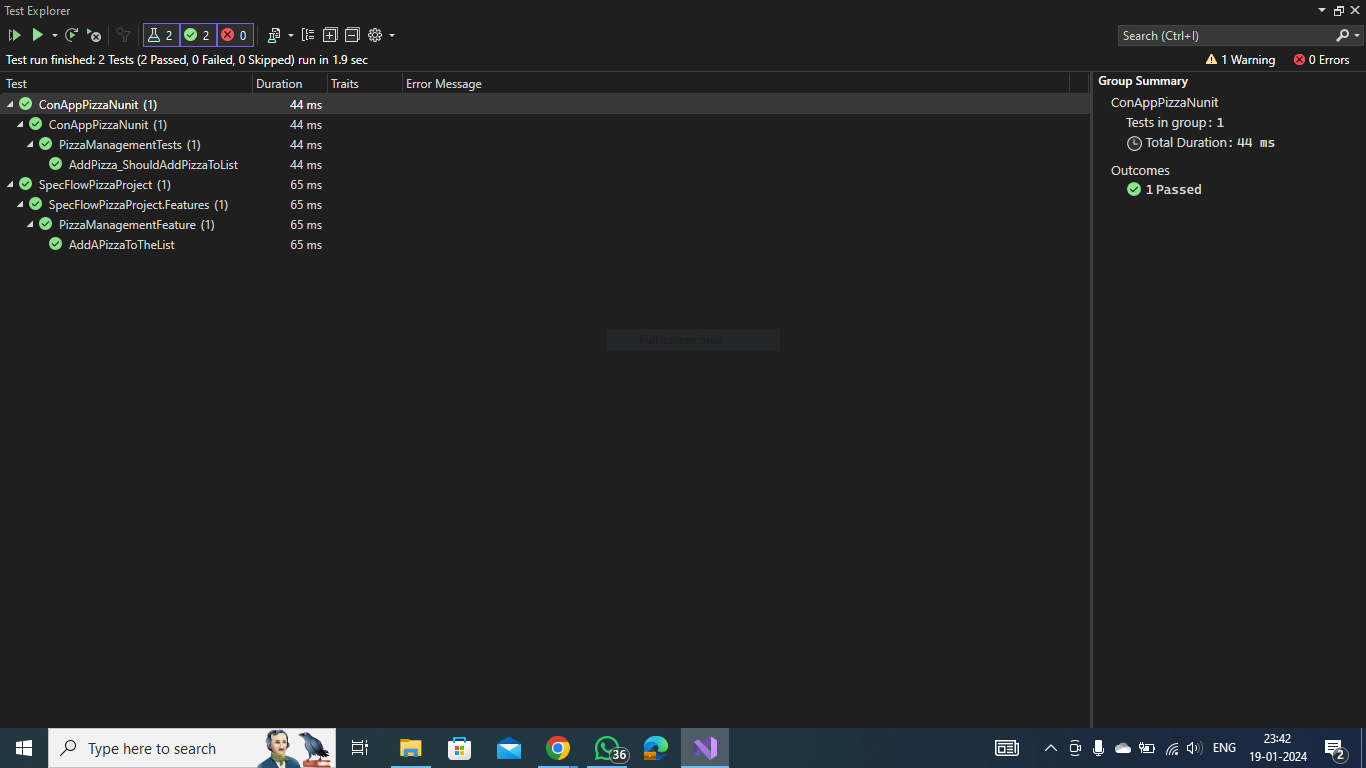 Test Explorer
2 2 0
Search (Ctrl+I)
Test run finished: 2 Tests (2 Passed, 0 Failed, 0 Skipped) run in 1.9 sec
1 Warning
0 Errors
Test Duration Traits Error Message
ConAppPizzaNunit (1) 44 ms
ConAppPizzaNunit (1) 44 ms
PizzaManagementTests (1) 44 ms
AddPizza_ShouldAddPizzaToList 44 ms
SpecFlowPizzaProject (1) 65 ms
SpecFlowPizzaProject.Features (1) 65 ms
PizzaManagementFeature (1) 65 ms
AddAPizzaToTheList 65 ms
Group Summary
ConAppPizzaNunit
Tests in group: 1
Total Duration: 44 ms
Outcomes
1 Passed
Full-screen Snip
Type here to search
36
ENG
23:42
19-01-2024
2